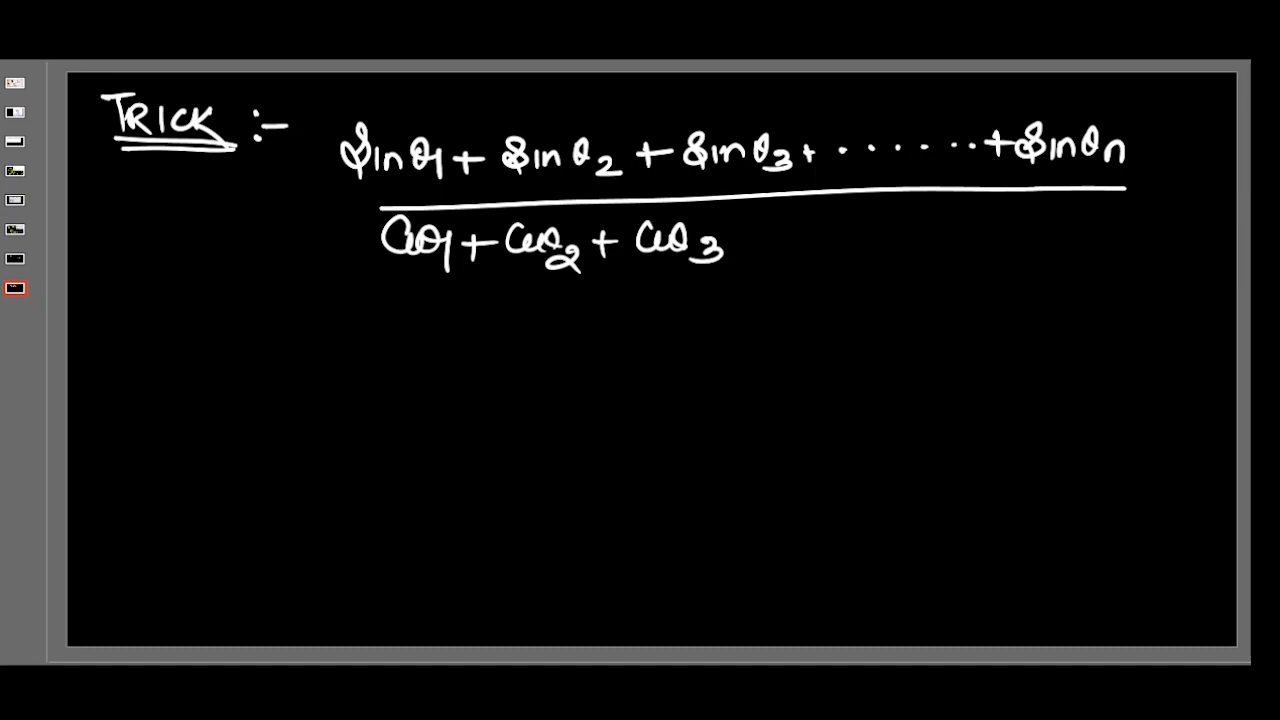 TRICK :- Sinθ1 + Sinθ2 + Sinθ3 + ....... + Sinθn
Cosθ1 + Cosθ2 + Cosθ3